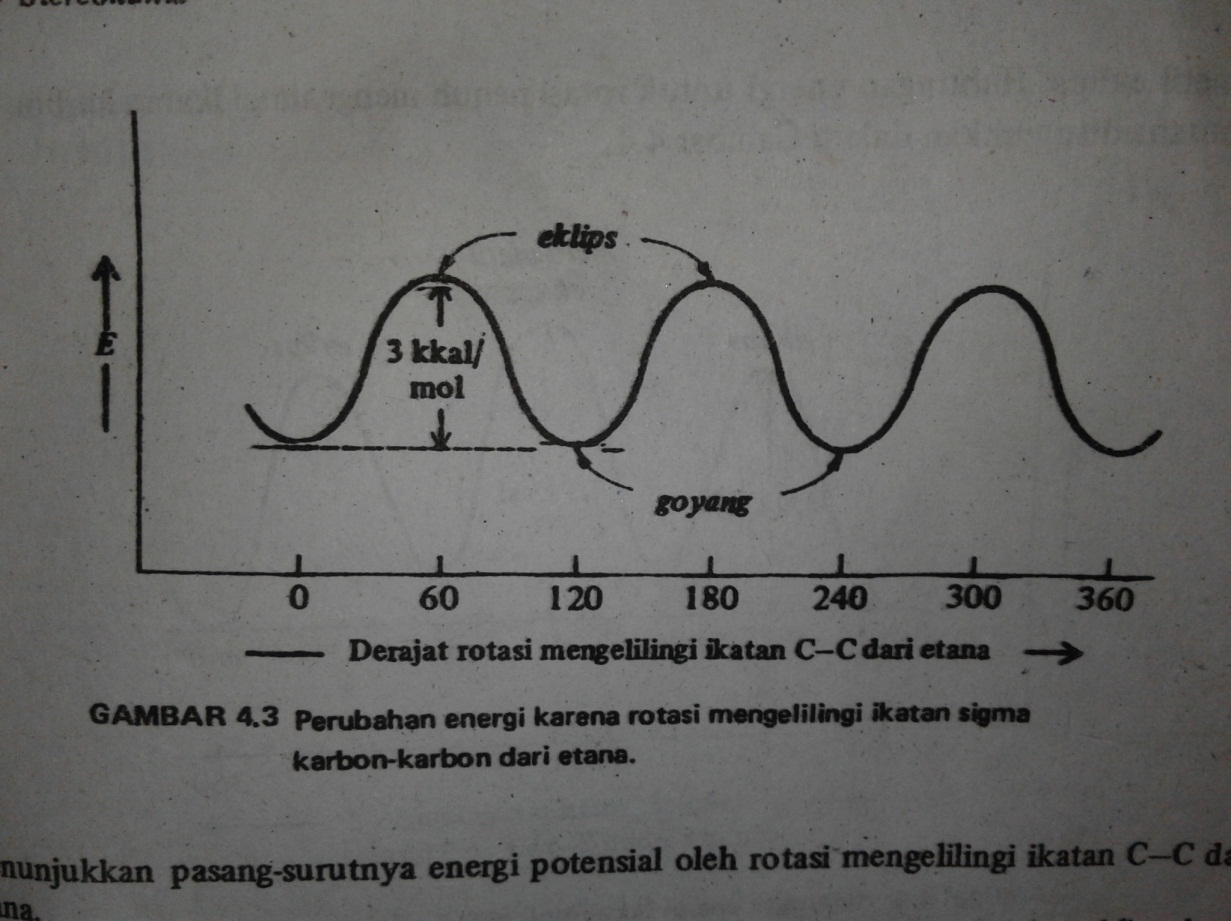 eklips
E
3 kkal/
mol
goyang
0 60 120 180 240 300 360
Derajat rotasi mengelilingi ikatan C–C dari etana
GAMBAR 4.3 Perubahan energi karena rotasi mengelilingi ikatan sigma
karbon-karbon dari etana.
nunjukkan pasang-surutnya energi potensial oleh rotasi mengelilingi ikatan C–C da
na.